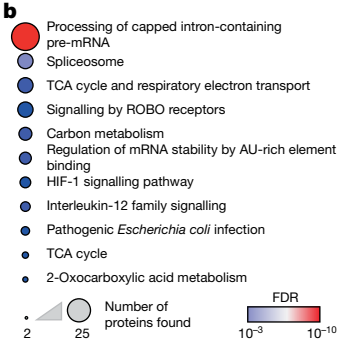 b
Processing of capped intron-containing
pre-mRNA
Spliceosome
TCA cycle and respiratory electron transport
Signalling by ROBO receptors
Carbon metabolism
Regulation of mRNA stability by AU-rich element
binding
HIF-1 signalling pathway
Interleukin-12 family signalling
Pathogenic Escherichia coli infection
TCA cycle
2-Oxocarboxylic acid metabolism
Number of
proteins found
2 25
FDR
10⁻³ 10⁻¹⁰